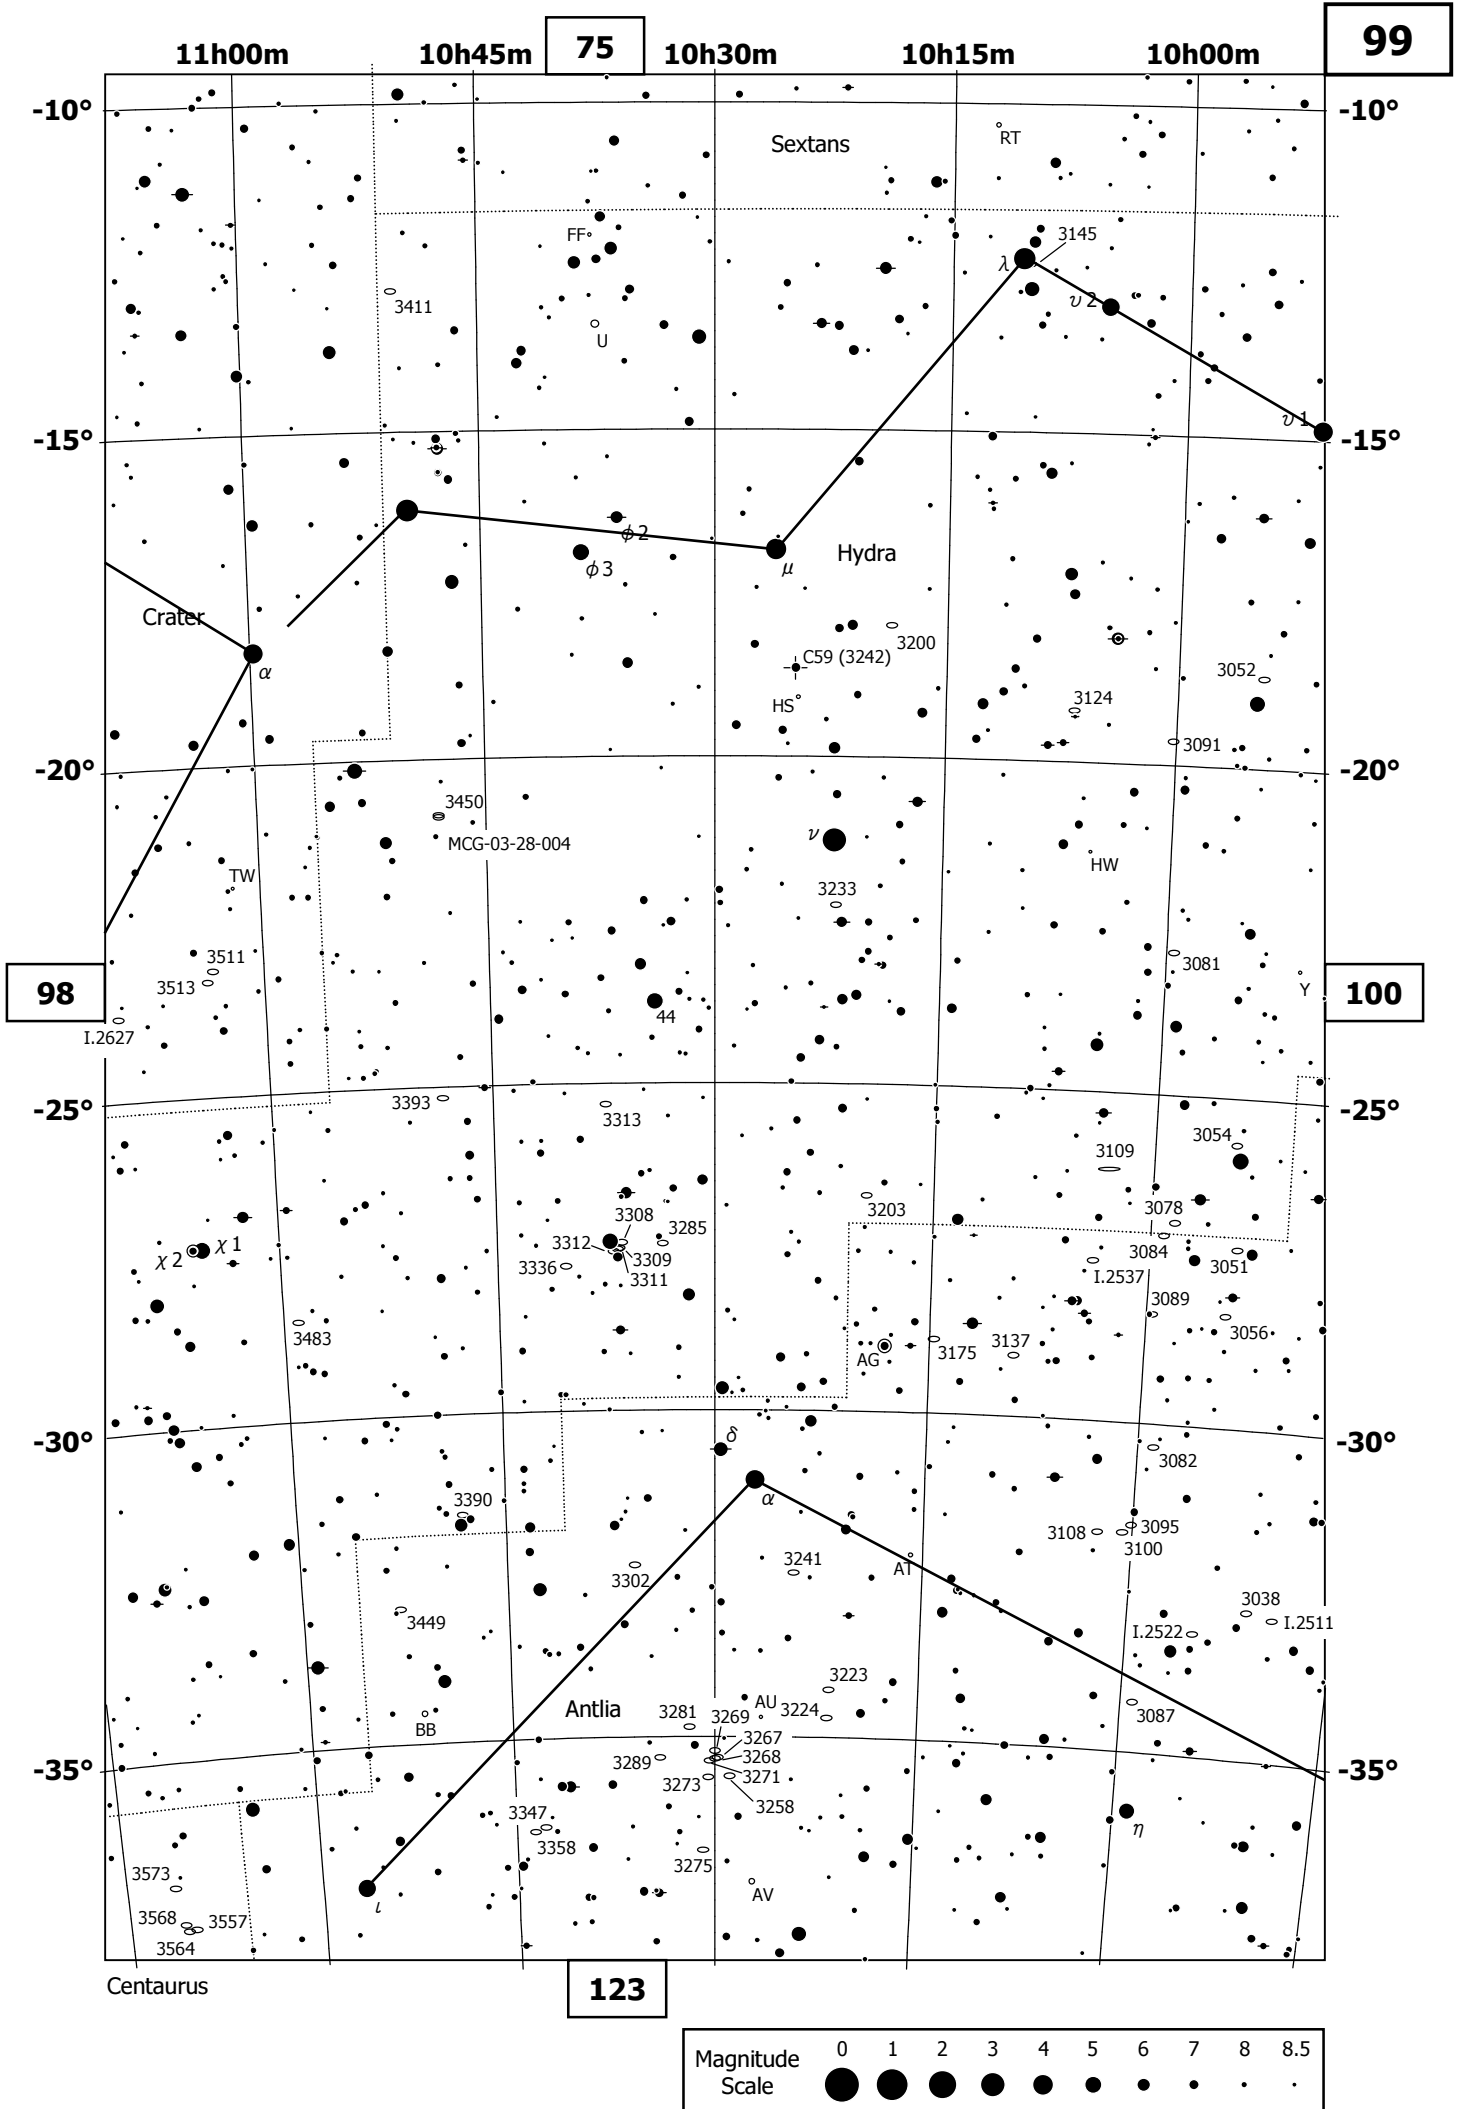 99
75
11h00m 10h45m 10h30m 10h15m 10h00m
-10° -10°
Sextans
RT
FF
3145
λ
υ 2
3411
U
υ 1
-15° -15°
ϕ 2
Hydra
ϕ 3
μ
Crater
3200
C59 (3242)
α
3052
HS
3124
3091
-20° -20°
3450
ν
MCG-03-28-004
HW
TW
3233
3511
3081
3513
98
Y
100
44
I.2627
-25° -25°
3393
3313
3054
3109
3203
3078
3308
3285
χ 1
3312
3084
χ 2
3309
3051
3336
3311
I.2537
3089
3056
3483
3175
3137
AG
-30° -30°
δ
3082
α
3390
3108
3095
3100
3241
AT
3302
3038
3449
I.2522
I.2511
3223
AU
Antlia
3281
3269
3224
3087
BB
3267
3289
3268
-35° -35°
3271
3273
3258
3347
η
3358
3275
3573
AV
ι
3568
3557
3564
Centaurus
123
Magnitude Scale
0 1 2 3 4 5 6 7 8 8.5